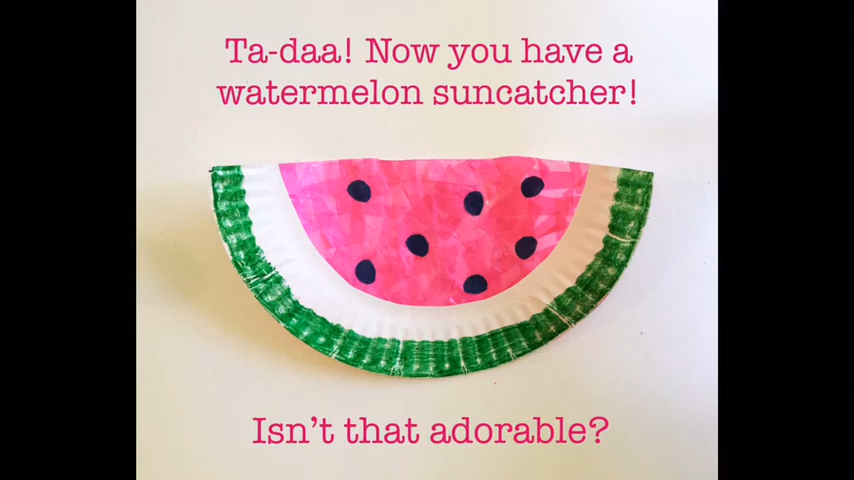 Ta-daa! Now you have a
watermelon suncatcher!
Isn't that adorable?